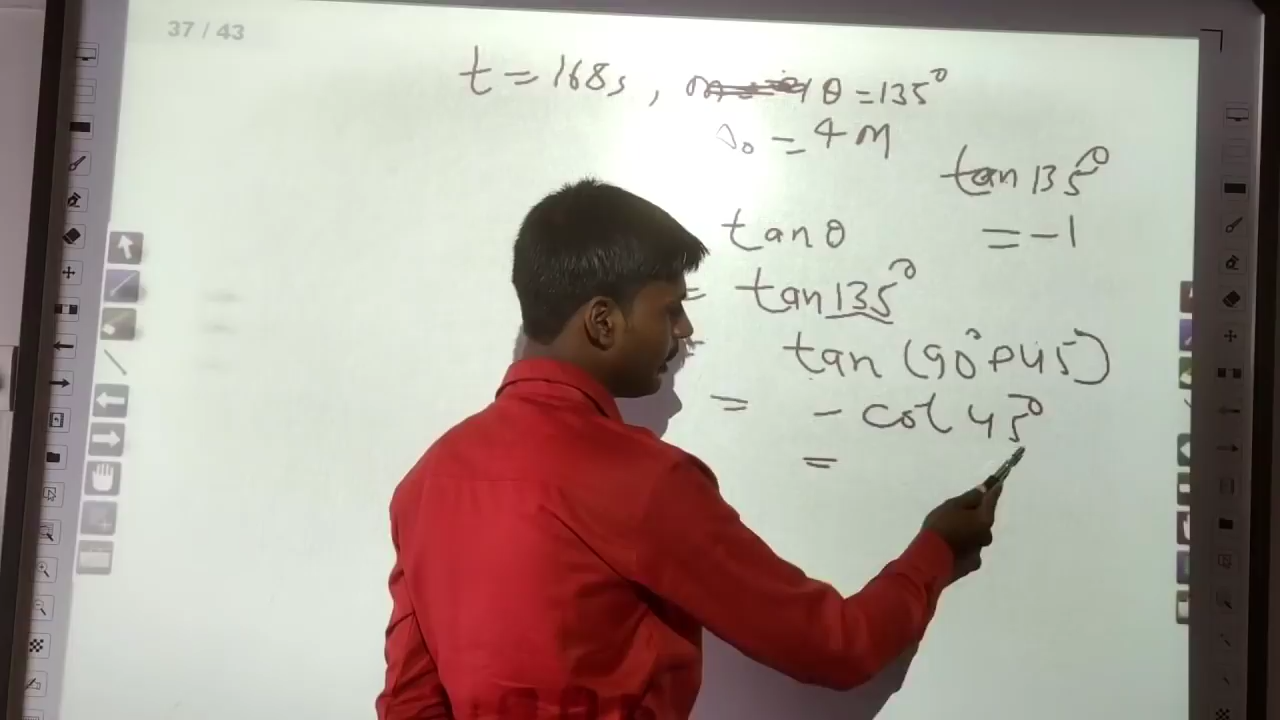 37 / 43
t = 168s, θ = 135°
= 4 m
tan 135°
= -1
tan θ
= tan 135°
= tan (90° + 45)
= - cot 45°
=